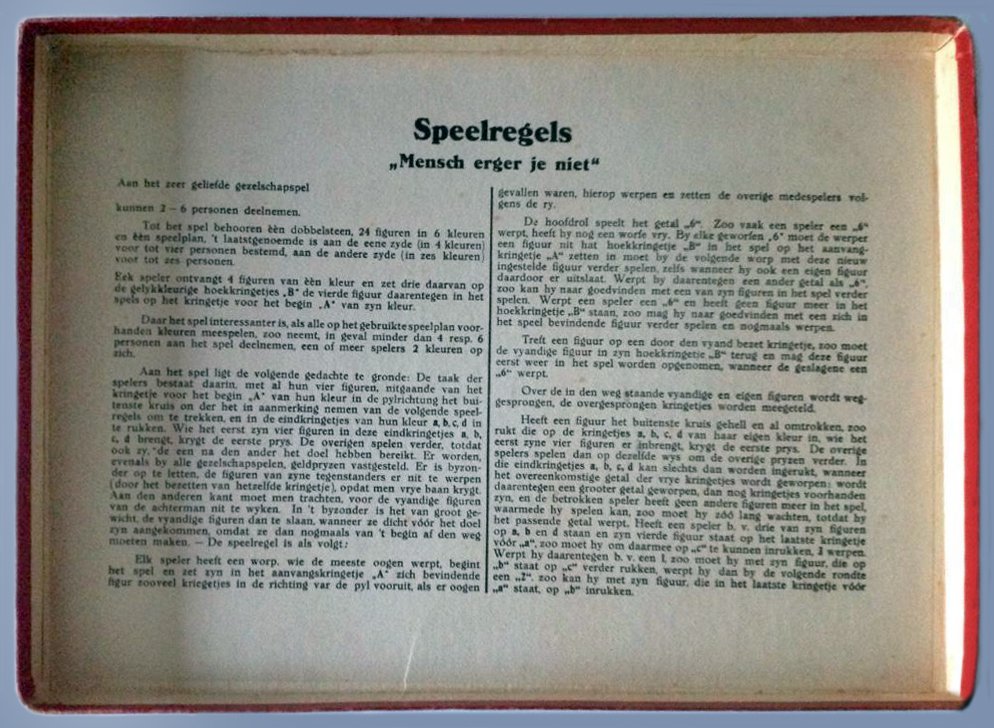 Speelregels
„Mensch erger je niet“
Aan het zeer geliefde gezelschapspel
kunnen 2 – 6 personen deelnemen.
Tot het spel behooren èèn dobbelsteen, 24 figuren in 6 kleuren
en èèn speelplan, 't laatstgenoemde is aan de eene zyde (in 4 kleuren)
voor tot vier personen bestemd, aan de andere zyde (in zes kleuren)
voor tot zes personen.
Eek speler ontvangt 4 figuren van èèn kleur en zet drie daarvan op
de gelykkleurige hoekkringetjes „B“ de vierde figuur daarentegen in het
spels op het kringetje voor het begin „A“ van zyn kleur.
Daar het spel interessanter is, als alle op het gebruikte speelplan voor-
handen kleuren meespelen, zoo neemt, in geval minder dan 4 resp. 6
personen aan het spel deelnemen, een of meer spelers 2 kleuren op
zich.
Aan het spel ligt de volgende gedachte te gronde: De taak der
spelers bestaat daarin, met al hun vier figuren, nitgaande van het
kringetje voor het begin „A“ van hun kleur in de pylrichting het bui-
tenste kruis on der het in aanmerking nemen van de volgende speel-
regels om te trekken, en in de eindkringetjes van hun kleur a, b, c, d in
te rukken. Wie het eerst zyn vier figuren in deze eindkringetjes a, b,
c, d brengt, krygt de eerste prys. De overigen spelen verder, totdat
ook zy, de een na den ander het doel hebben bereikt. Er worden,
evenals by alle gezelschapspelen, geldpryzen vastgesteld. Er is byzon-
der op te letten, de figuren van zyne tegenstanders er nit te werpen
(door het bezetten van hetzelfde kringetje), opdat men vrye baan krygt.
Aan den anderen kant moet men trachten, voor de vyandige figuren
van de achterman nit te wyken. In 't byzonder is het van groot ge-
wicht, de vyandige figuren dan te slaan, wanneer ze dicht vóór het doel
zyn aangekommen, omdat ze dan nogmaals van 't begin af den weg
moeten maken. – De speelregel is als volgt:
Elk speler heeft een worp. wie de meeste oogen werpt, begint
het spel en zet zyn in het aanvangskringetje „A“ zich bevindende
figur zooveel kriegetjes in de richting var de pyl vooruit, als er oogen
gevallen waren, hierop werpen en zetten de overige medespelers vol-
gens de ry.
De hoofdrol speelt het getal „6“. Zoo vaak een speler een „6“
werpt, heeft hy nog een worfe vry. By elke geworfen „6“ moet de werper
een figuur nit hat hoekkringetje „B“ in het spel op het aanvang-
kringetje „A“ zetten in moet by de volgende worp met deze nieuw
ingestelde figuur verder spelen, zelfs wanneer hy ook een eigen figuur
daardoor er uitslaat. Werpt hy daarentegen een ander getal als „6“,
zoo kan hy naar goedvinden met een van zyn figuren in het spel verder
spelen. Werpt een speler een „6“ en heeft geen figuur meer in het
hoekkringetje „B“ staan, zoo mag hy naar goedvinden met een zich in
het speel bevindende figuur verder spelen en nogmaals werpen.
Treft een figuur op een door den vyand bezet kringetje, zoo moet
de vyandige figuur in zyn hoekkringetje „B“ terug en mag deze figuur
eerst weer in het spel worden opgenomen, wanneer de geslagene een
„6“ werpt.
Over de in den weg staande vyandige en eigen figuren wordt weg-
gesprongen, de overgesprongen kringetjes worden meegeteld.
Heeft een figuur het buitenste kruis gehell en al omtrokken, zoo
rukt die op de kringetjes a, b, c, d van haar eigen kleur in, wie het
eerst zyne vier figuren er inbrengt, krygt de eerste prys. De overige
spelers spelen dan op dezelfde wys om de overige pryzen verder. In
die eindkringetjes a, b, c, d kan slechts dan worden ingerukt, wanneer
het overeenkomstige getal der vrye kringetjes wordt geworpen: wordt
daarentegen een grooter getal geworpen, dan nog kringetjes voorhanden
zyn, en de betrokken speler heeft geen andere figuren meer in het spel,
waarmede hy spelen kan, zoo moet hy zóó lang wachten, totdat hy
het passende getal werpt. Heeft een speler b. v. drie van zyn figuren
op a, b en d staan en zyn vierde figuur staat op het laatste kringetje
vóór „a“, zoo moet hy om daarmee op „c“ te kunnen inrukken, 3 werpen.
Werpt hy daarentegen b. v. een 1, zoo moet hy met zyn figuur, die op
„b“ staat op „c“ verder rukken, werpt hy dan by de volgende rondte
een „2“. zoo kan hy met zyn figuur, die in het laatste kringetje vóór
„a“ staat, op „b“ inrukken.